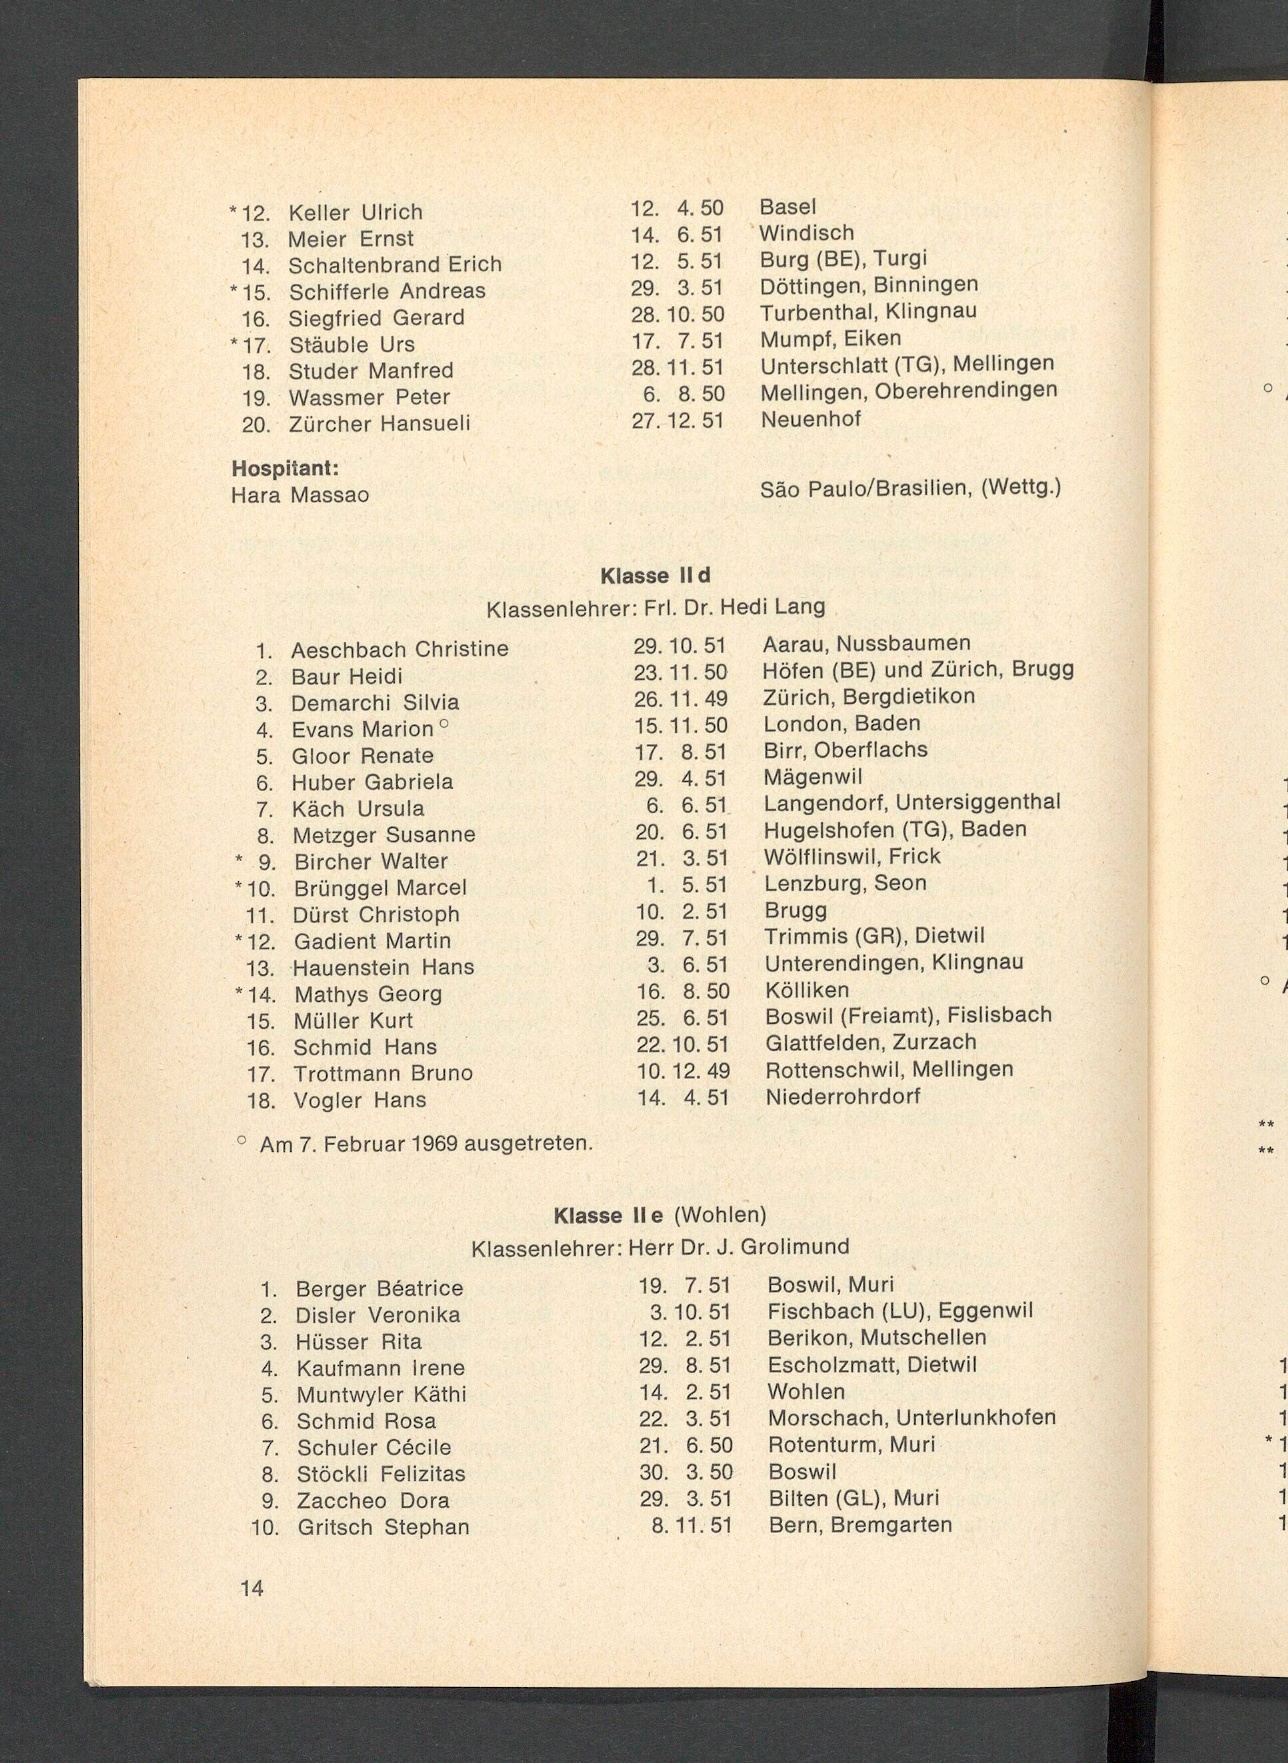 *12. Keller Ulrich 12. 4. 50 Basel
13. Meier Ernst 14. 6. 51 Windisch
14. Schaltenbrand Erich 12. 5. 51 Burg (BE), Turgi
*15. Schifferle Andreas 29. 3. 51 Döttingen, Binningen
16. Siegfried Gerard 28. 10. 50 Turbenthal, Klingnau
*17. Stäuble Urs 17. 7. 51 Mumpf, Eiken
18. Studer Manfred 28. 11. 51 Unterschlatt (TG), Mellingen
19. Wassmer Peter 6. 8. 50 Mellingen, Oberehrendingen
20. Zürcher Hansueli 27. 12. 51 Neuenhof
Hospitant:
Hara Massao São Paulo/Brasilien, (Wettg.)
Klasse II d
Klassenlehrer: Frl. Dr. Hedi Lang
1. Aeschbach Christine 29. 10. 51 Aarau, Nussbaumen
2. Baur Heidi 23. 11. 50 Höfen (BE) und Zürich, Brugg
3. Demarchi Silvia 26. 11. 49 Zürich, Bergdietikon
4. Evans Marion° 15. 11. 50 London, Baden
5. Gloor Renate 17. 8. 51 Birr, Oberflachs
6. Huber Gabriela 29. 4. 51 Mägenwil
7. Käch Ursula 6. 6. 51 Langendorf, Untersiggenthal
8. Metzger Susanne 20. 6. 51 Hugelshofen (TG), Baden
* 9. Bircher Walter 21. 3. 51 Wölflinswil, Frick
*10. Brünggel Marcel 1. 5. 51 Lenzburg, Seon
11. Dürst Christoph 10. 2. 51 Brugg
*12. Gadient Martin 29. 7. 51 Trimmis (GR), Dietwil
13. Hauenstein Hans 3. 6. 51 Unterendingen, Klingnau
*14. Mathys Georg 16. 8. 50 Kölliken
15. Müller Kurt 25. 6. 51 Boswil (Freiamt), Fislisbach
16. Schmid Hans 22. 10. 51 Glattfelden, Zurzach
17. Trottmann Bruno 10. 12. 49 Rottenschwil, Mellingen
18. Vogler Hans 14. 4. 51 Niederrohrdorf
° Am 7. Februar 1969 ausgetreten.
Klasse II e (Wohlen)
Klassenlehrer: Herr Dr. J. Grolimund
1. Berger Béatrice 19. 7. 51 Boswil, Muri
2. Disler Veronika 3. 10. 51 Fischbach (LU), Eggenwil
3. Hüsser Rita 12. 2. 51 Berikon, Mutschellen
4. Kaufmann Irene 29. 8. 51 Escholzmatt, Dietwil
5. Muntwyler Käthi 14. 2. 51 Wohlen
6. Schmid Rosa 22. 3. 51 Morschach, Unterlunkhofen
7. Schuler Cécile 21. 6. 50 Rotenturm, Muri
8. Stöckli Felizitas 30. 3. 50 Boswil
9. Zaccheo Dora 29. 3. 51 Bilten (GL), Muri
10. Gritsch Stephan 8. 11. 51 Bern, Bremgarten
14